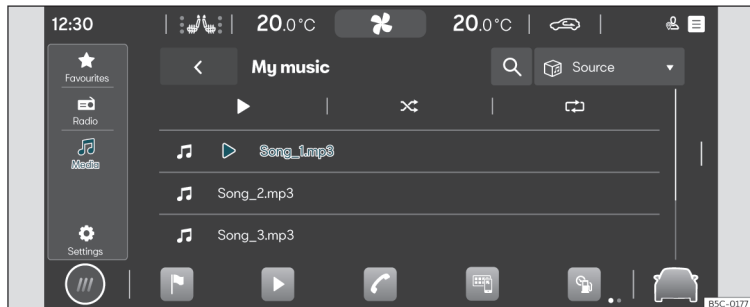 12:30
20.0°C
20.0°C
Favourites
My music
Source
Radio
Media
Song_1.mp3
Song_2.mp3
Song_3.mp3
Settings
B5C-0177